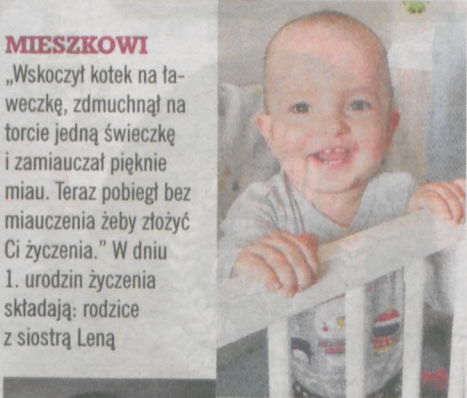 MIESZKOWI
„Wskoczył kotek na ła-
weczkę, zdmuchnął na
torcie jedną świeczkę
i zamiauczał pięknie
miau. Teraz pobiegł bez
miauczenia żeby złożyć
Ci życzenia.” W dniu
1. urodzin życzenia
składają: rodzice
z siostrą Leną